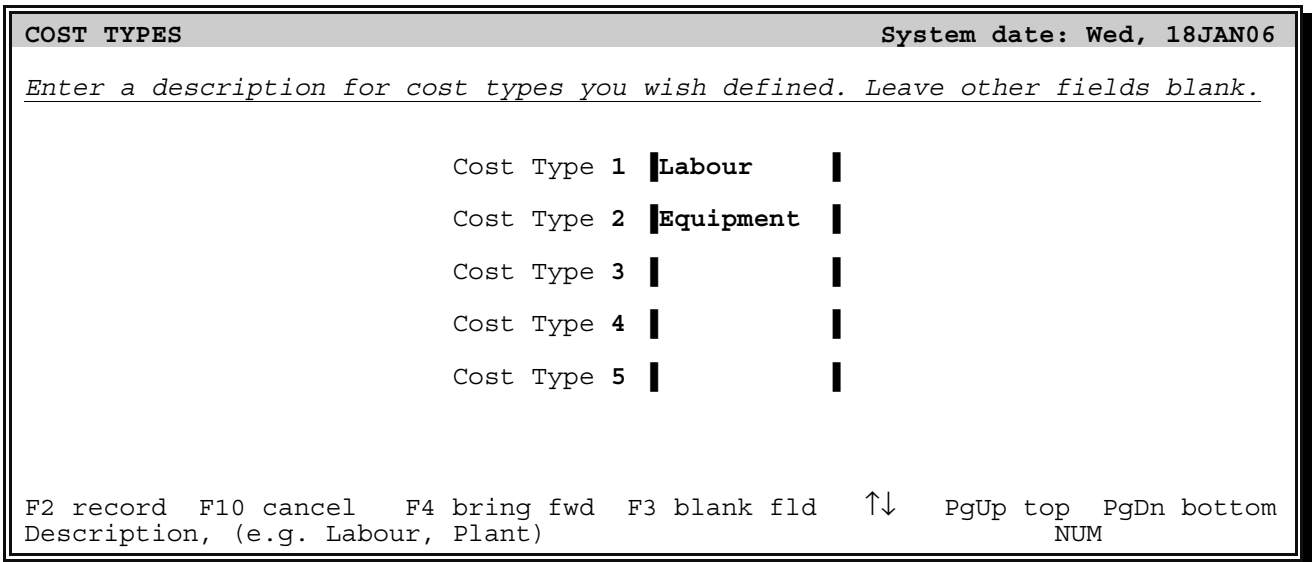 COST TYPES System date: Wed, 18JAN06
Enter a description for cost types you wish defined. Leave other fields blank.
Cost Type 1 Labour
Cost Type 2 Equipment
Cost Type 3
Cost Type 4
Cost Type 5
F2 record F10 cancel F4 bring fwd F3 blank fld ↑↓ PgUp top PgDn bottom
Description, (e.g. Labour, Plant) NUM